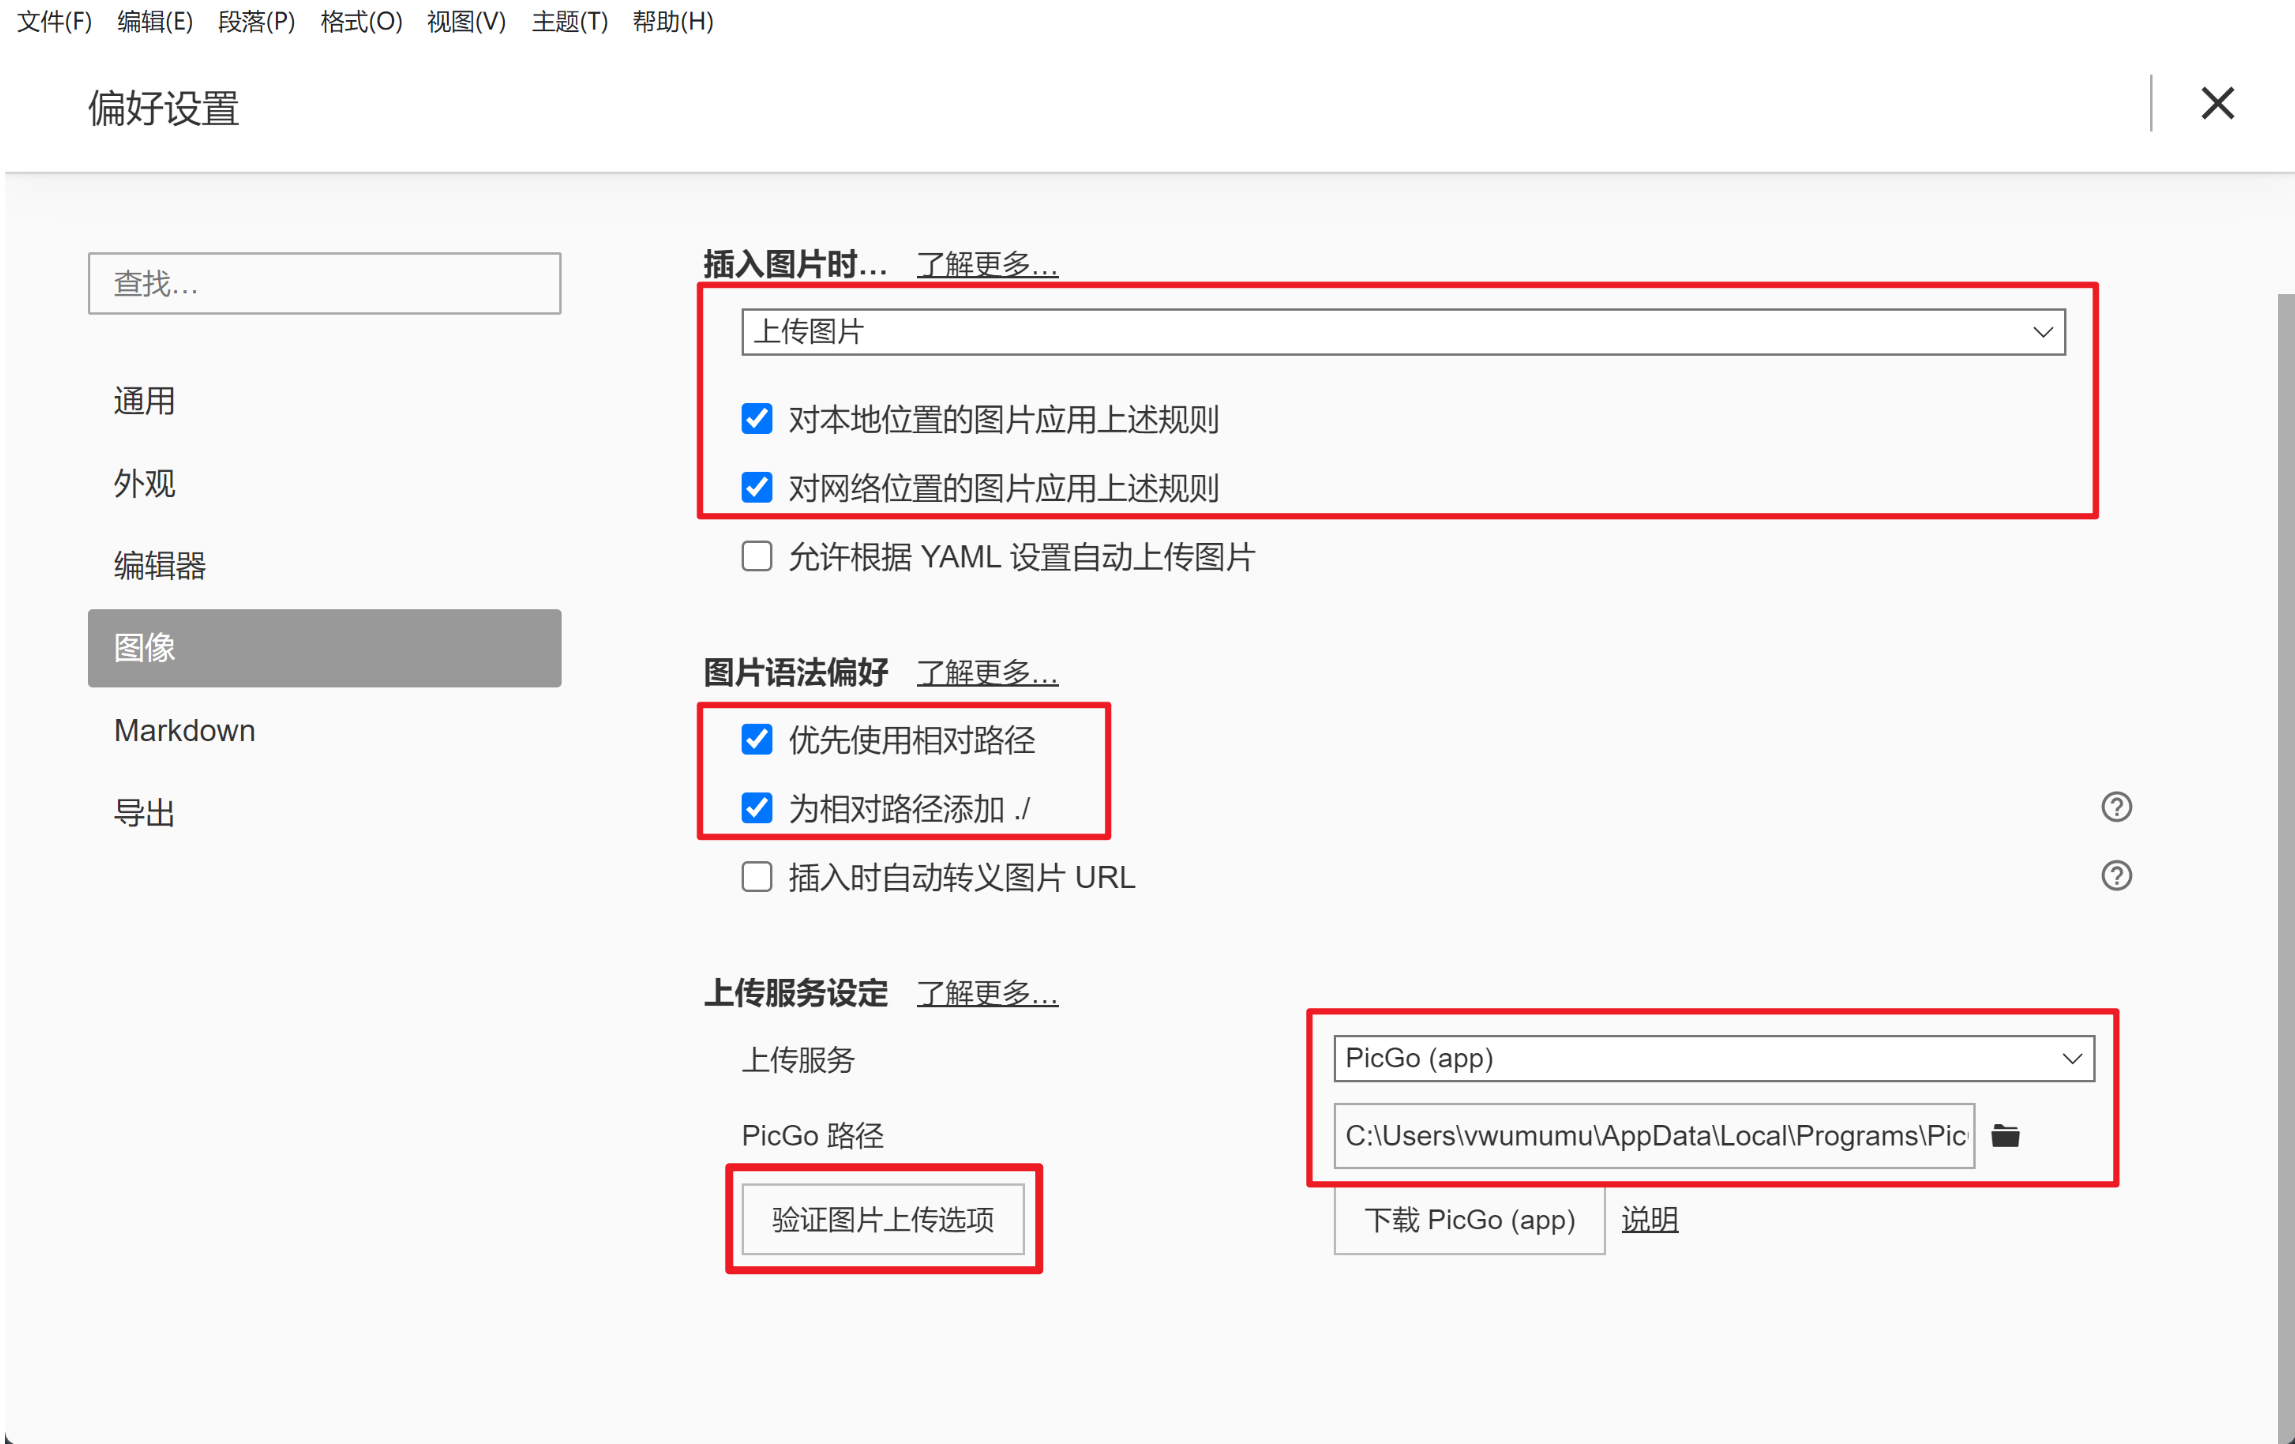 文件(F) 编辑(E) 段落(P) 格式(O) 视图(V) 主题(T) 帮助(H)
偏好设置
查找...
通用
外观
编辑器
图像
Markdown
导出
插入图片时... 了解更多...
上传图片
对本地位置的图片应用上述规则
对网络位置的图片应用上述规则
允许根据 YAML 设置自动上传图片
图片语法偏好 了解更多...
优先使用相对路径
为相对路径添加 ./
插入时自动转义图片 URL
上传服务设定 了解更多...
上传服务 PicGo (app)
PicGo 路径 C:\Users\vwumumu\AppData\Local\Programs\Pic
验证图片上传选项 下载 PicGo (app) 说明